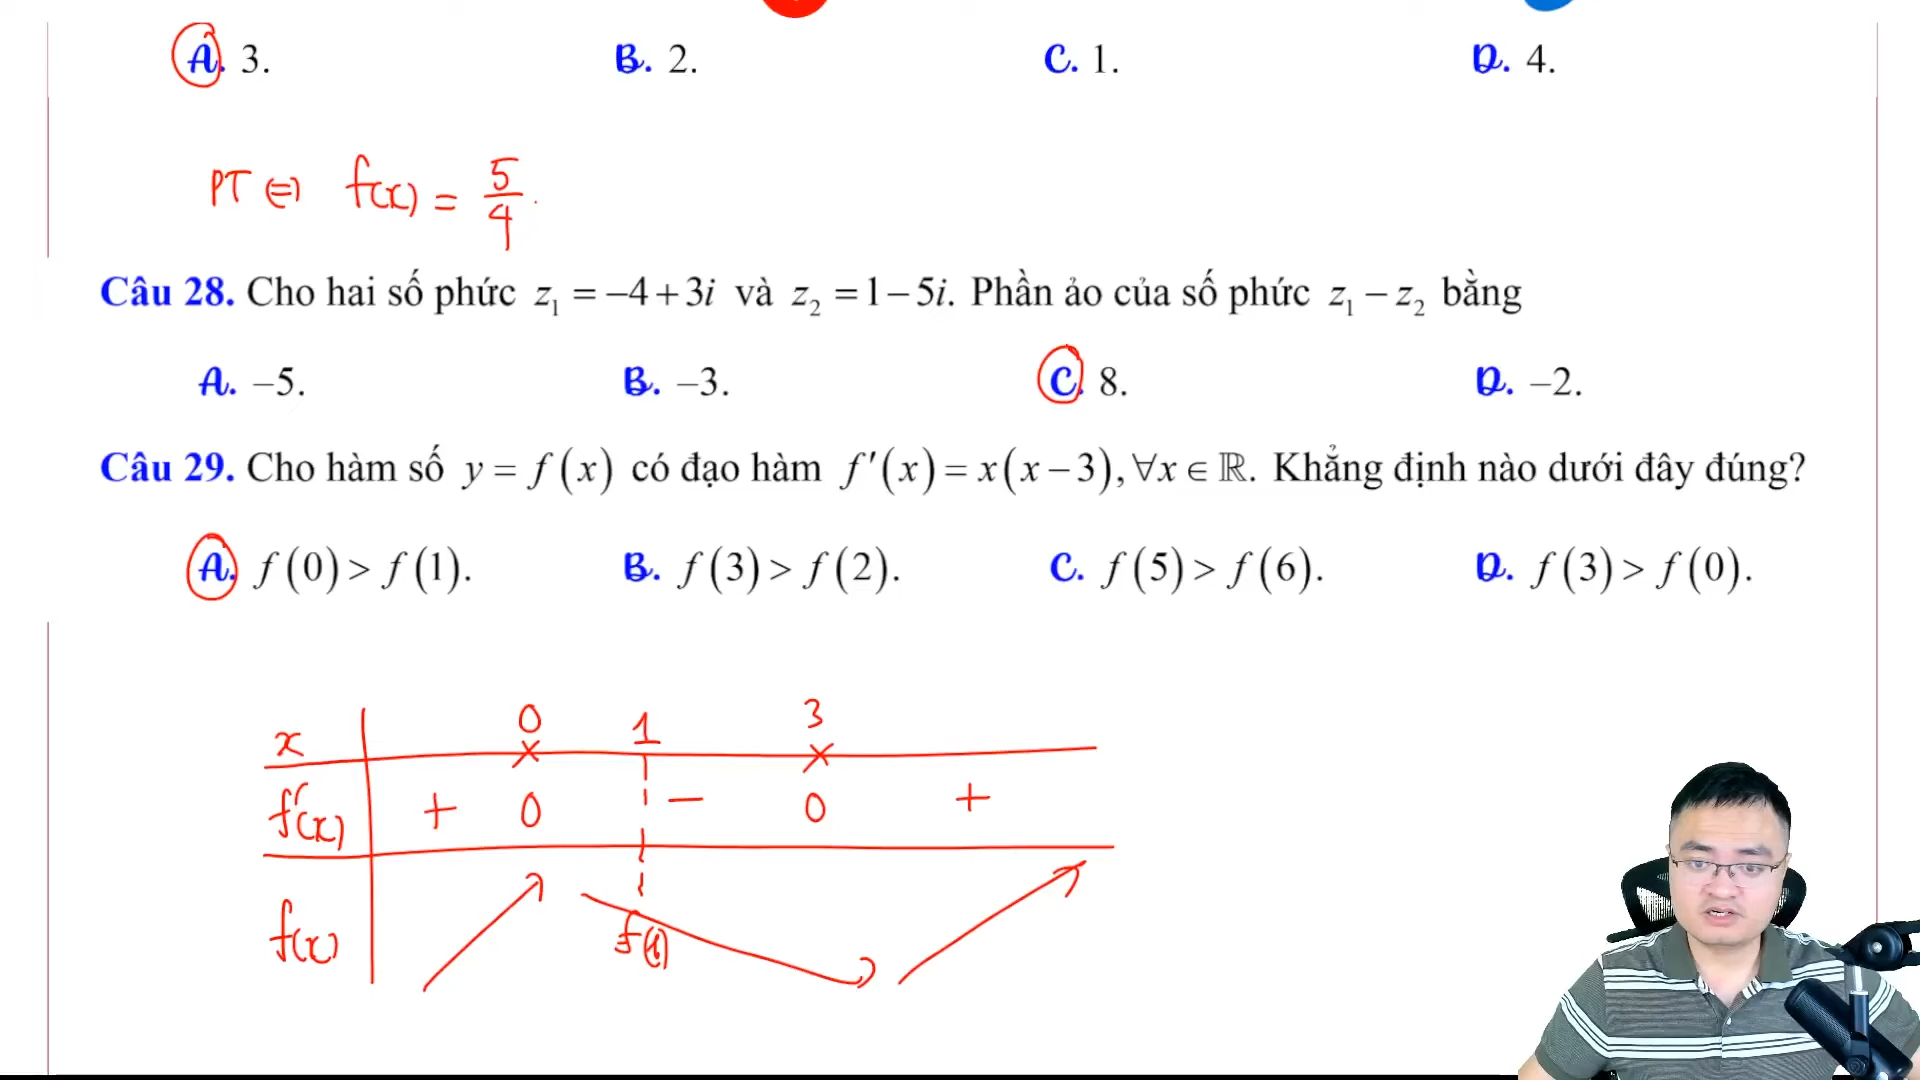 A. 3. B. 2. C. 1. D. 4.
PT ⇔ f(x) = 5/4.
Câu 28. Cho hai số phức z₁ = −4 + 3i và z₂ = 1 − 5i. Phần ảo của số phức z₁ − z₂ bằng
A. −5. B. −3. C. 8. D. −2.
Câu 29. Cho hàm số y = f(x) có đạo hàm f′(x) = x(x − 3), ∀x ∈ ℝ. Khẳng định nào dưới đây đúng?
A. f(0) > f(1). B. f(3) > f(2). C. f(5) > f(6). D. f(3) > f(0).
x 0 1 3
f'(x) + 0 − 0 +
f(x) f(1)